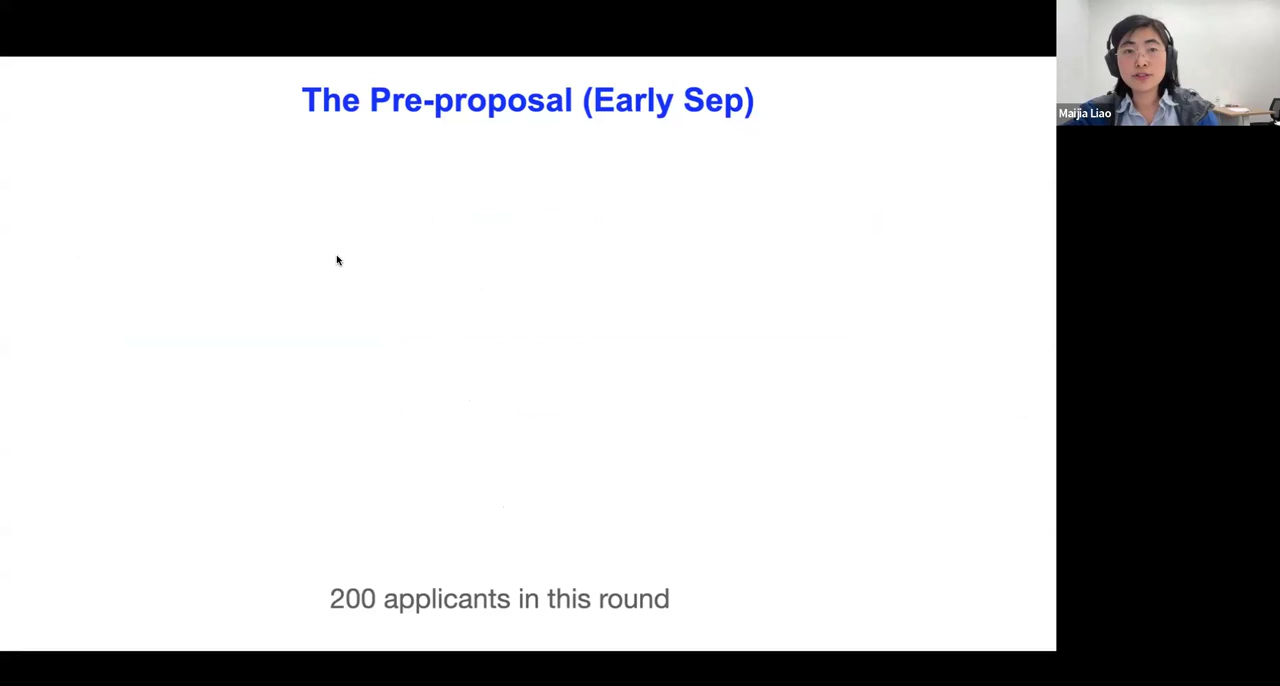 The Pre-proposal (Early Sep)
Maijia Liao
200 applicants in this round